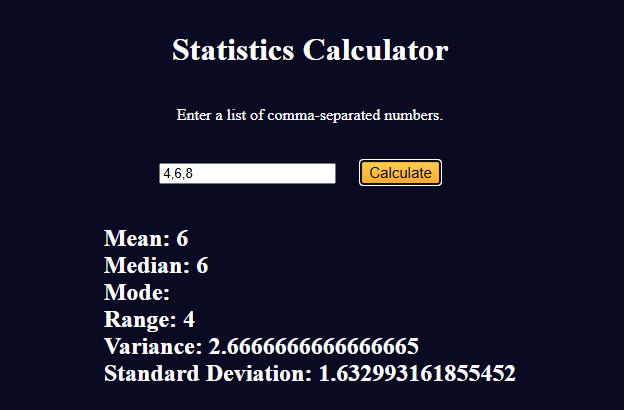 Statistics Calculator
Enter a list of comma-separated numbers.
4,6,8 Calculate
Mean: 6
Median: 6
Mode:
Range: 4
Variance: 2.6666666666666665
Standard Deviation: 1.632993161855452